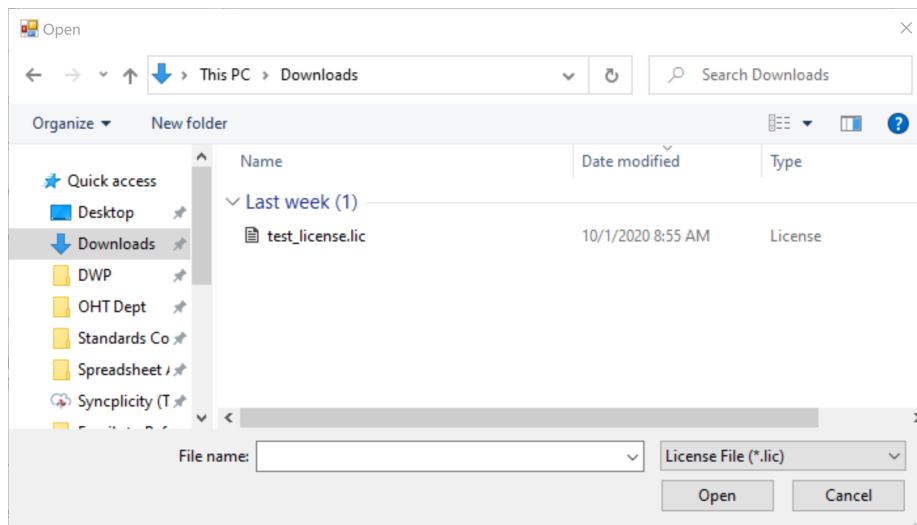 Open
This PC > Downloads
Search Downloads
Organize
New folder
?
Name
Date modified
Type
Quick access
Desktop
Downloads
DWP
OHT Dept
Standards Co
Spreadsheet
Syncplicity (T
Last week (1)
test_license.lic
10/1/2020 8:55 AM
License
File name:
License File (*.lic)
Open
Cancel